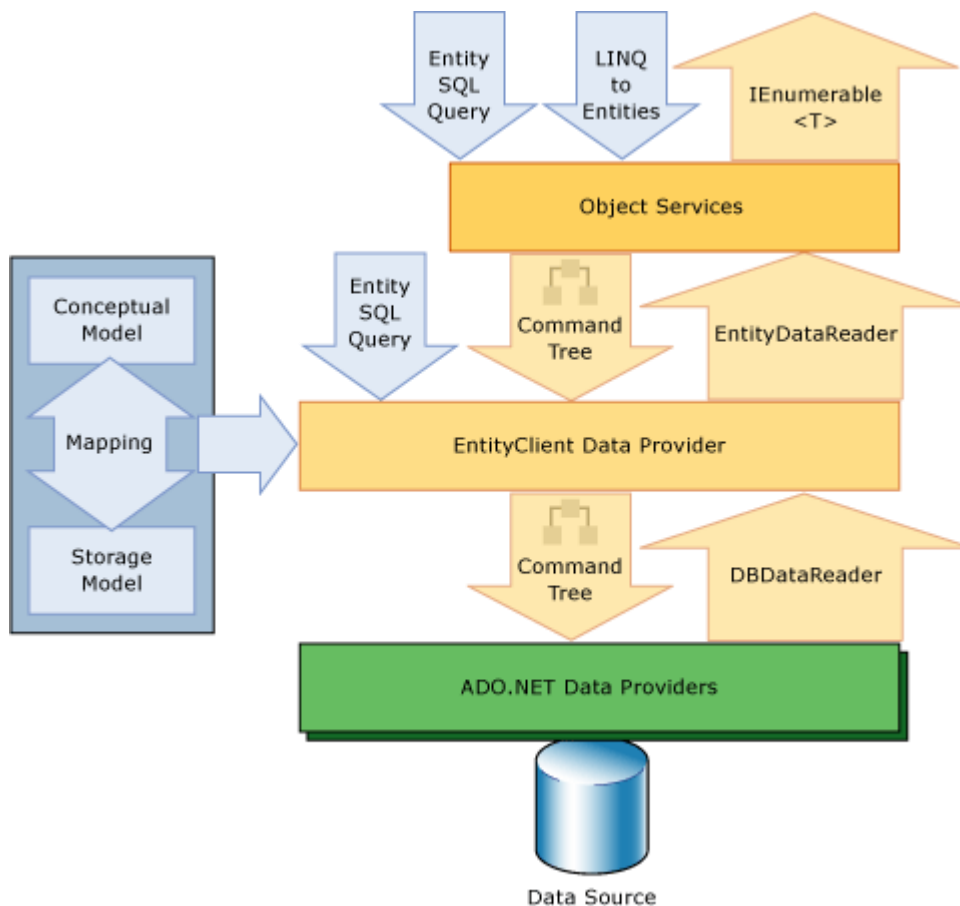 Entity
SQL
Query
LINQ
to
Entities
IEnumerable
<T>
Object Services
Conceptual
Model
Mapping
Storage
Model
Entity
SQL
Query
Command
Tree
EntityDataReader
EntityClient Data Provider
Command
Tree
DBDataReader
ADO.NET Data Providers
Data Source